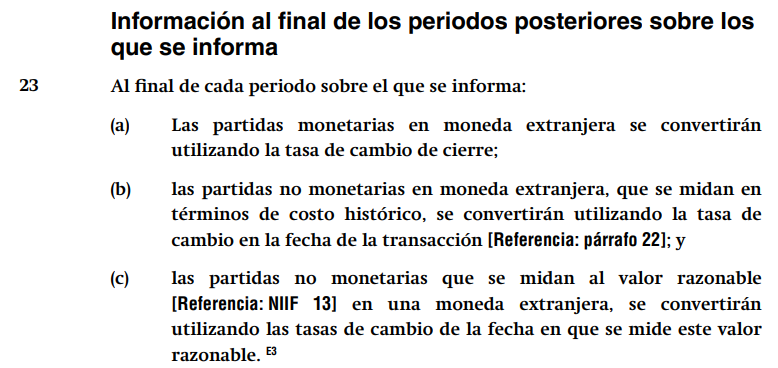 Información al final de los periodos posteriores sobre los
que se informa
23 Al final de cada periodo sobre el que se informa:
(a) Las partidas monetarias en moneda extranjera se convertirán
utilizando la tasa de cambio de cierre;
(b) las partidas no monetarias en moneda extranjera, que se midan en
términos de costo histórico, se convertirán utilizando la tasa de
cambio en la fecha de la transacción [Referencia: párrafo 22]; y
(c) las partidas no monetarias que se midan al valor razonable
[Referencia: NIIF 13] en una moneda extranjera, se convertirán
utilizando las tasas de cambio de la fecha en que se mide este valor
razonable. E3